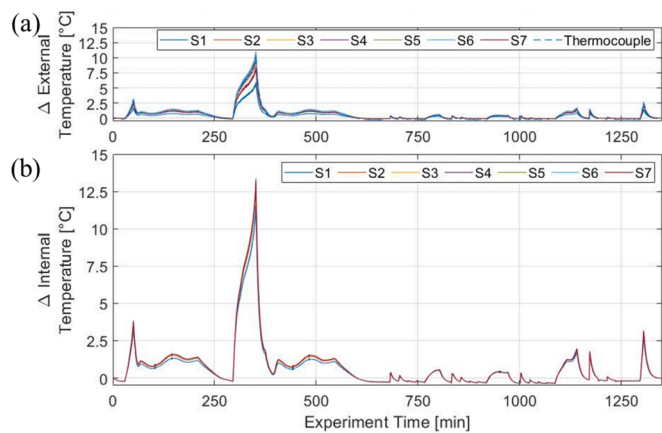 (a)
Δ External
Temperature [°C]
15
12.5
10
7.5
5
2.5
0
S1 S2 S3 S4 S5 S6 S7 Thermocouple
0 250 500 750 1000 1250
(b)
Δ Internal
Temperature [°C]
15
12.5
10
7.5
5
2.5
0
S1 S2 S3 S4 S5 S6 S7
0 250 500 750 1000 1250
Experiment Time [min]